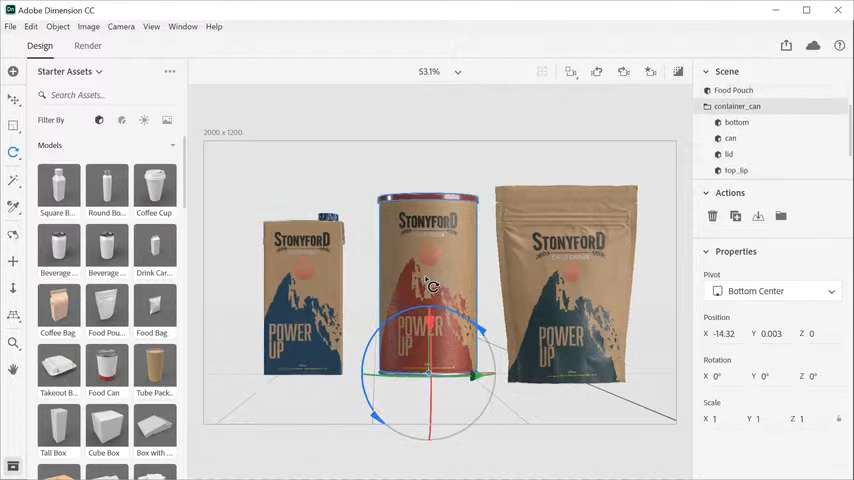 Adobe Dimension CC
File Edit Object Image Camera View Window Help
Design Render
Starter Assets
Search Assets...
Filter By
Models
Square B...
Round Bo...
Coffee Cup
Beverage ...
Beverage ...
Drink Car...
Coffee Bag
Food Pou...
Food Bag
Takeout B...
Food Can
Tube Pack..
Tall Box
Cube Box
Box with ...
53.1%
2000 x 1200
STONYFORD
POWER
UP
STONYFORD
POWER
UP
STONYFORD
CALIFORNIA
POWER
UP
Scene
Food Pouch
container_can
bottom
can
lid
top_lip
Actions
Properties
Pivot
Bottom Center
Position
X -14.32 Y 0.003 Z 0
Rotation
X 0° Y 0° Z 0°
Scale
X 1 Y 1 Z 1